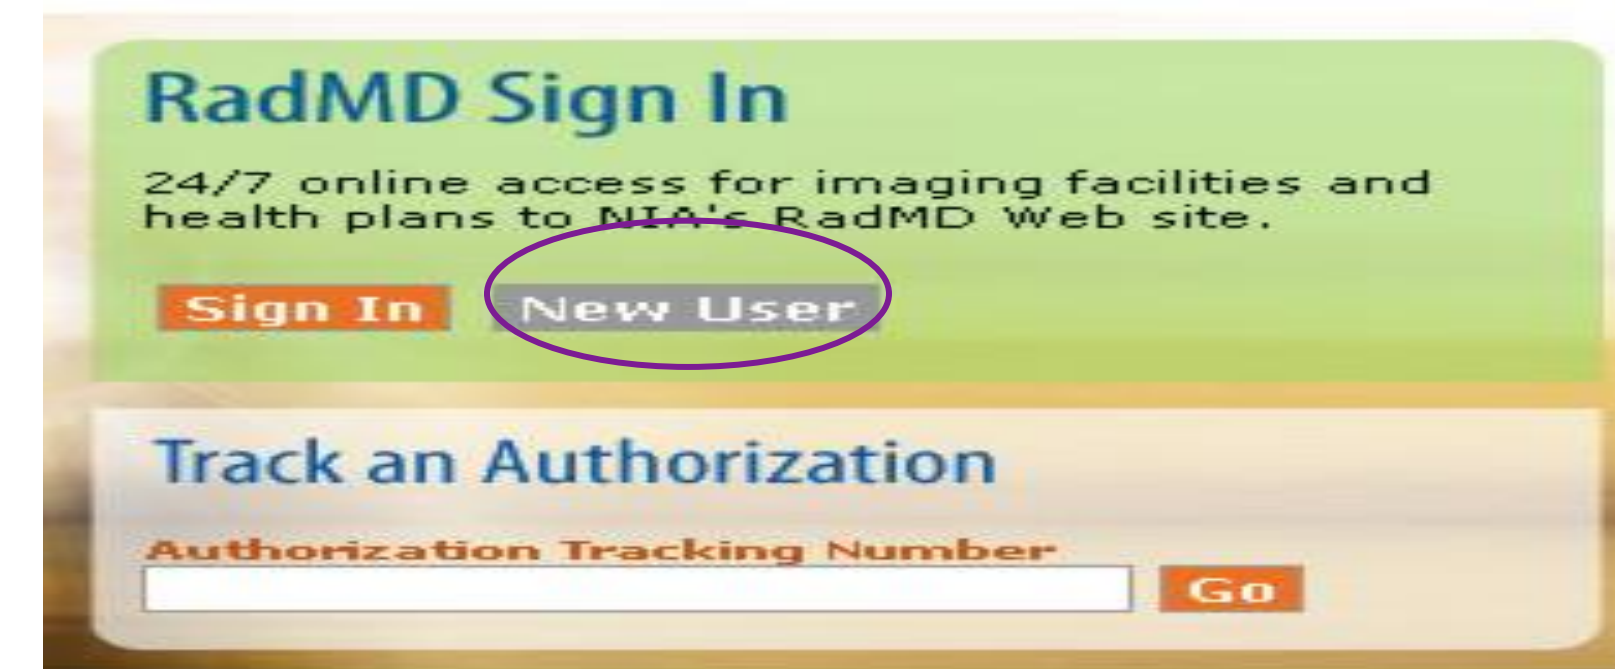 RadMD Sign In
24/7 online access for imaging facilities and
health plans to NIA's RadMD Web site.
Sign In New User
Track an Authorization
Authorization Tracking Number
Go